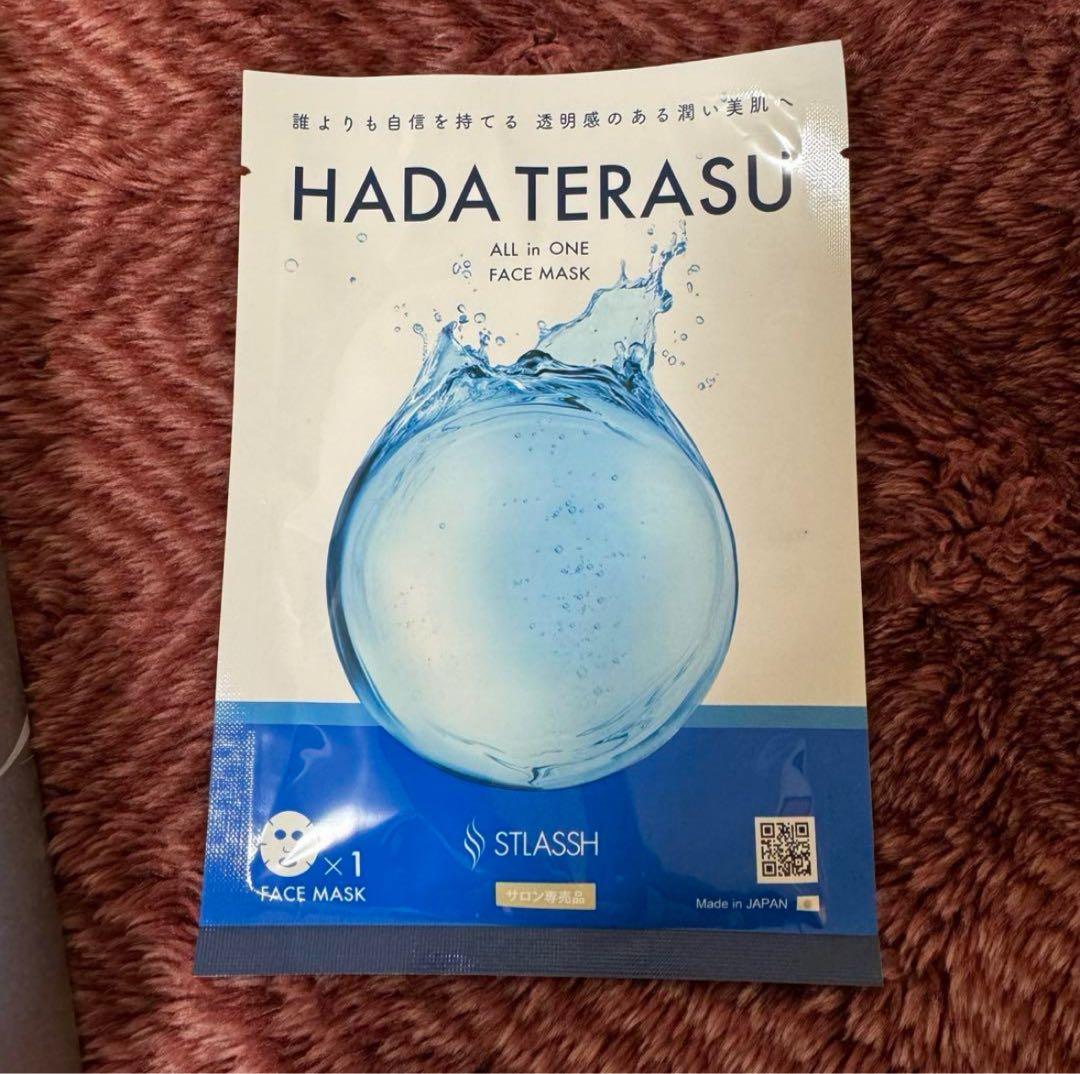 誰よりも自信を持てる 透明感のある潤い美肌へ
HADA TERASU
ALL in ONE
FACE MASK
×1
FACE MASK
STLASSH
サロン専売品
Made in JAPAN